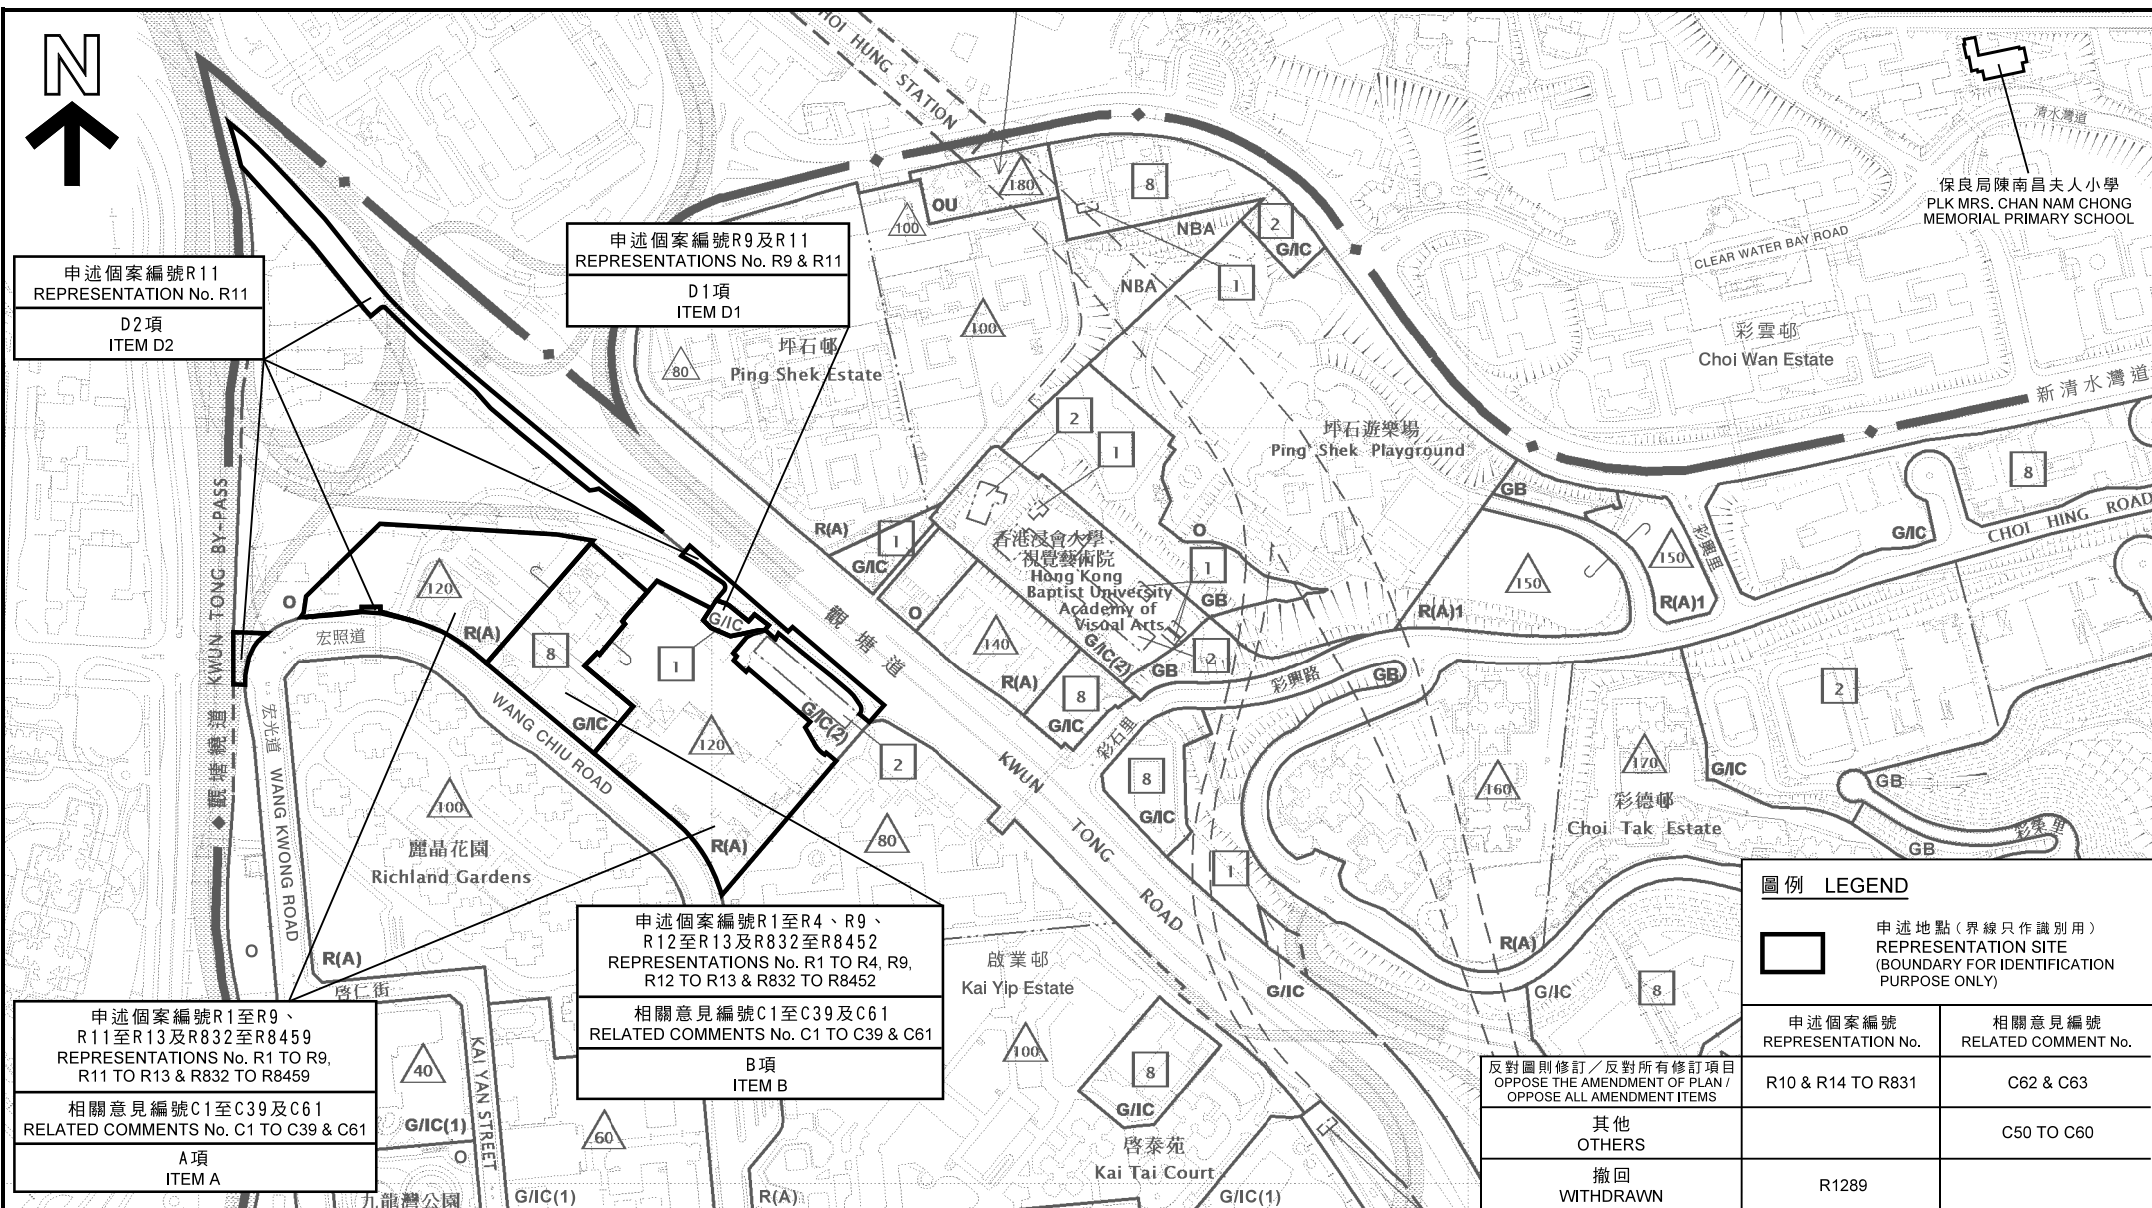 N
CHOI HUNG STATION
保良局陳南昌夫人小學
PLK MRS. CHAN NAM CHONG
MEMORIAL PRIMARY SCHOOL
清水灣道
CLEAR WATER BAY ROAD
彩雲邨
Choi Wan Estate
新清水灣道
申述個案編號R11
REPRESENTATION No. R11
D2項
ITEM D2
申述個案編號R9及R11
REPRESENTATIONS No. R9 & R11
D1項
ITEM D1
100
OU
180
8
NBA
2
G/IC
NBA
1
100
80
坪石邨
Ping Shek Estate
坪石遊樂場
Ping Shek Playground
2
1
R(A)
1
G/IC
O
香港浸會大學、
視覺藝術院
Hong Kong
Baptist University
Academy of
Visual Arts
G/IC(2)
1
O
GB
2
GB
140
R(A)
8
G/IC
GB
150
R(A)1
150
R(A)1
彩興里
8
G/IC
CHOI HING ROAD
彩興路
GB
彩石里
8
G/IC
1
G/IC
2
G/IC
170
160
彩德邨
Choi Tak Estate
GB
彩榮里
GB
R(A)
G/IC
8
觀塘繞道
KWUN TONG BY-PASS
O
120
宏照道
R(A)
8
G/IC
1
G/IC
120
R(A)
G/IC(2)
2
80
觀塘道
KWUN TONG ROAD
WANG CHIU ROAD
宏光道
WANG KWONG ROAD
100
麗晶花園
Richland Gardens
O
R(A)
啓仁街
KAI YAN STREET
40
G/IC(1)
O
九龍灣公園
G/IC(1)
60
R(A)
啟業邨
Kai Yip Estate
100
8
G/IC
啓泰苑
Kai Tai Court
G/IC(1)
申述個案編號R1至R9、
R11至R13及R832至R8459
REPRESENTATIONS No. R1 TO R9,
R11 TO R13 & R832 TO R8459
相關意見編號C1至C39及C61
RELATED COMMENTS No. C1 TO C39 & C61
A項
ITEM A
申述個案編號R1至R4、R9、
R12至R13及R832至R8452
REPRESENTATIONS No. R1 TO R4, R9,
R12 TO R13 & R832 TO R8452
相關意見編號C1至C39及C61
RELATED COMMENTS No. C1 TO C39 & C61
B項
ITEM B
圖例 LEGEND
申述地點(界線只作識別用)
REPRESENTATION SITE
(BOUNDARY FOR IDENTIFICATION
PURPOSE ONLY)
申述個案編號
REPRESENTATION No.
相關意見編號
RELATED COMMENT No.
反對圖則修訂／反對所有修訂項目
OPPOSE THE AMENDMENT OF PLAN /
OPPOSE ALL AMENDMENT ITEMS
R10 & R14 TO R831
C62 & C63
其他
OTHERS
C50 TO C60
撤回
WITHDRAWN
R1289